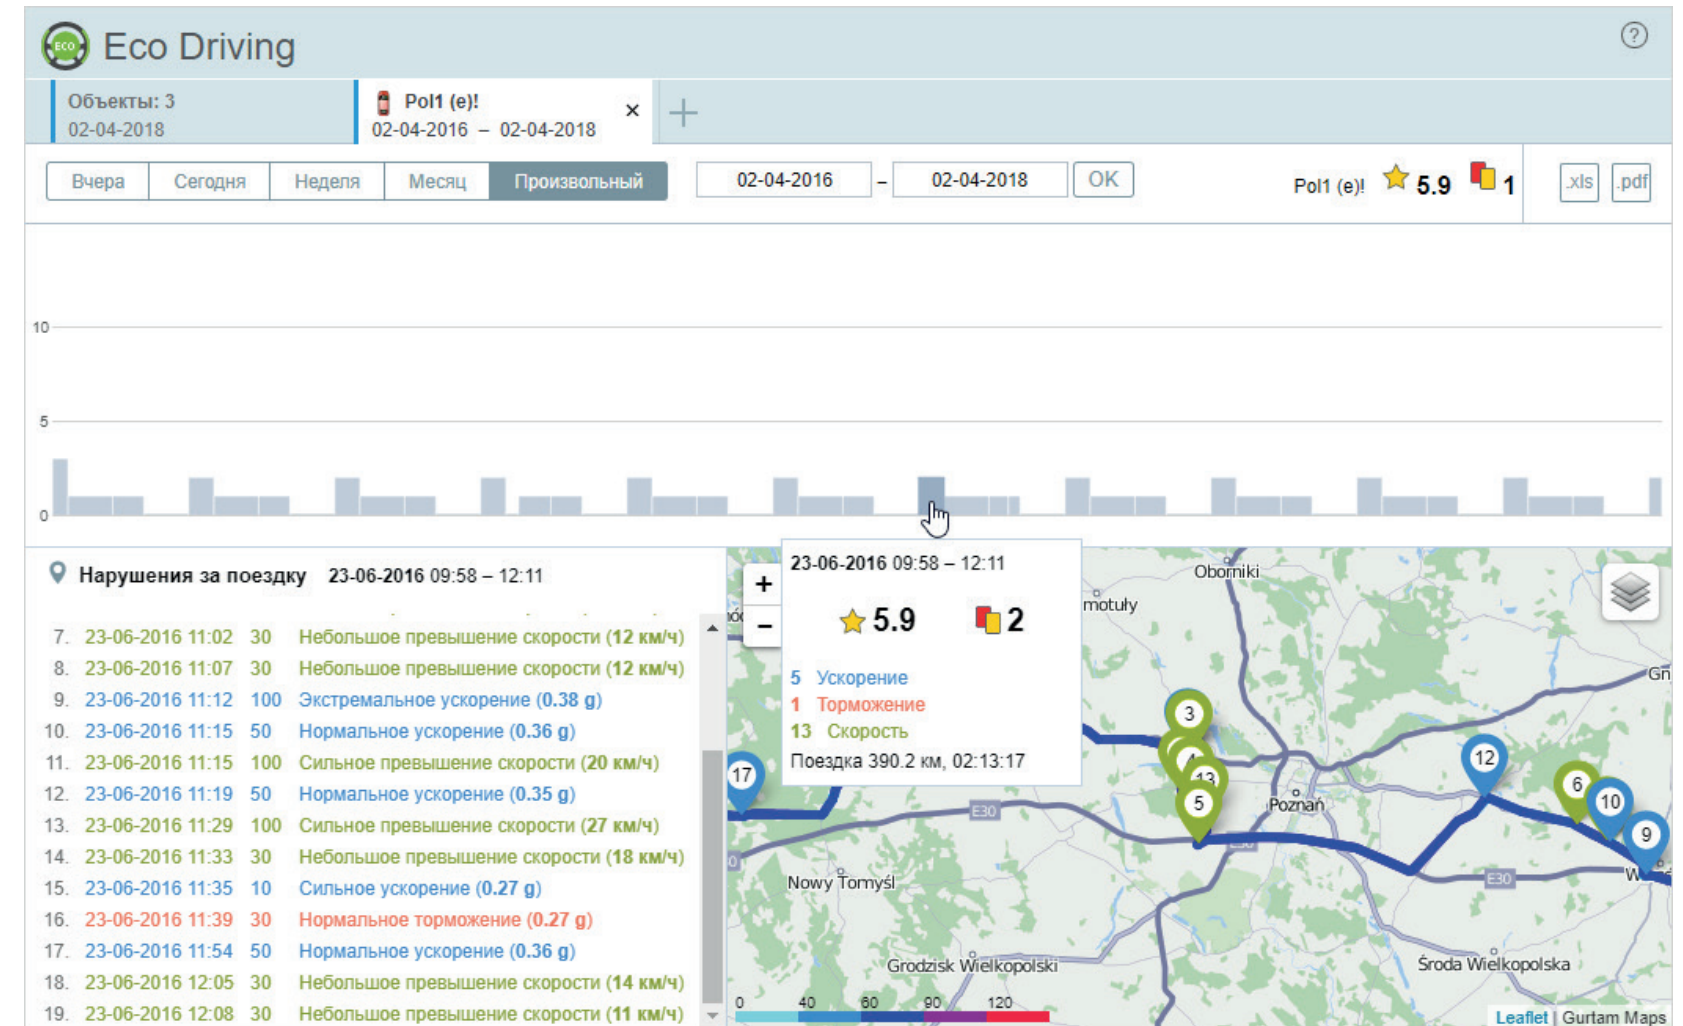 ECO Eco Driving ?
Объекты: 3
02-04-2018
Pol1 (e)!
02-04-2016 – 02-04-2018
Вчера Сегодня Неделя Месяц Произвольный 02-04-2016 – 02-04-2018 OK Pol1 (e)! 5.9 1 .xls .pdf
10
5
0
Нарушения за поездку 23-06-2016 09:58 – 12:11
7. 23-06-2016 11:02 30 Небольшое превышение скорости (12 км/ч)
8. 23-06-2016 11:07 30 Небольшое превышение скорости (12 км/ч)
9. 23-06-2016 11:12 100 Экстремальное ускорение (0.38 g)
10. 23-06-2016 11:15 50 Нормальное ускорение (0.36 g)
11. 23-06-2016 11:15 100 Сильное превышение скорости (20 км/ч)
12. 23-06-2016 11:19 50 Нормальное ускорение (0.35 g)
13. 23-06-2016 11:29 100 Сильное превышение скорости (27 км/ч)
14. 23-06-2016 11:33 30 Небольшое превышение скорости (18 км/ч)
15. 23-06-2016 11:35 10 Сильное ускорение (0.27 g)
16. 23-06-2016 11:39 30 Нормальное торможение (0.27 g)
17. 23-06-2016 11:54 50 Нормальное ускорение (0.36 g)
18. 23-06-2016 12:05 30 Небольшое превышение скорости (14 км/ч)
19. 23-06-2016 12:08 30 Небольшое превышение скорости (11 км/ч)
+
−
23-06-2016 09:58 – 12:11
5.9 2
5 Ускорение
1 Торможение
13 Скорость
Поездка 390.2 км, 02:13:17
Oborniki
motuły
Gn
3
4
13
5
17
12
6
10
9
E30
Poznań
E30
Nowy Tomyśl
Grodzisk Wielkopolski
Środa Wielkopolska
0 40 60 90 120
Leaflet | Gurtam Maps